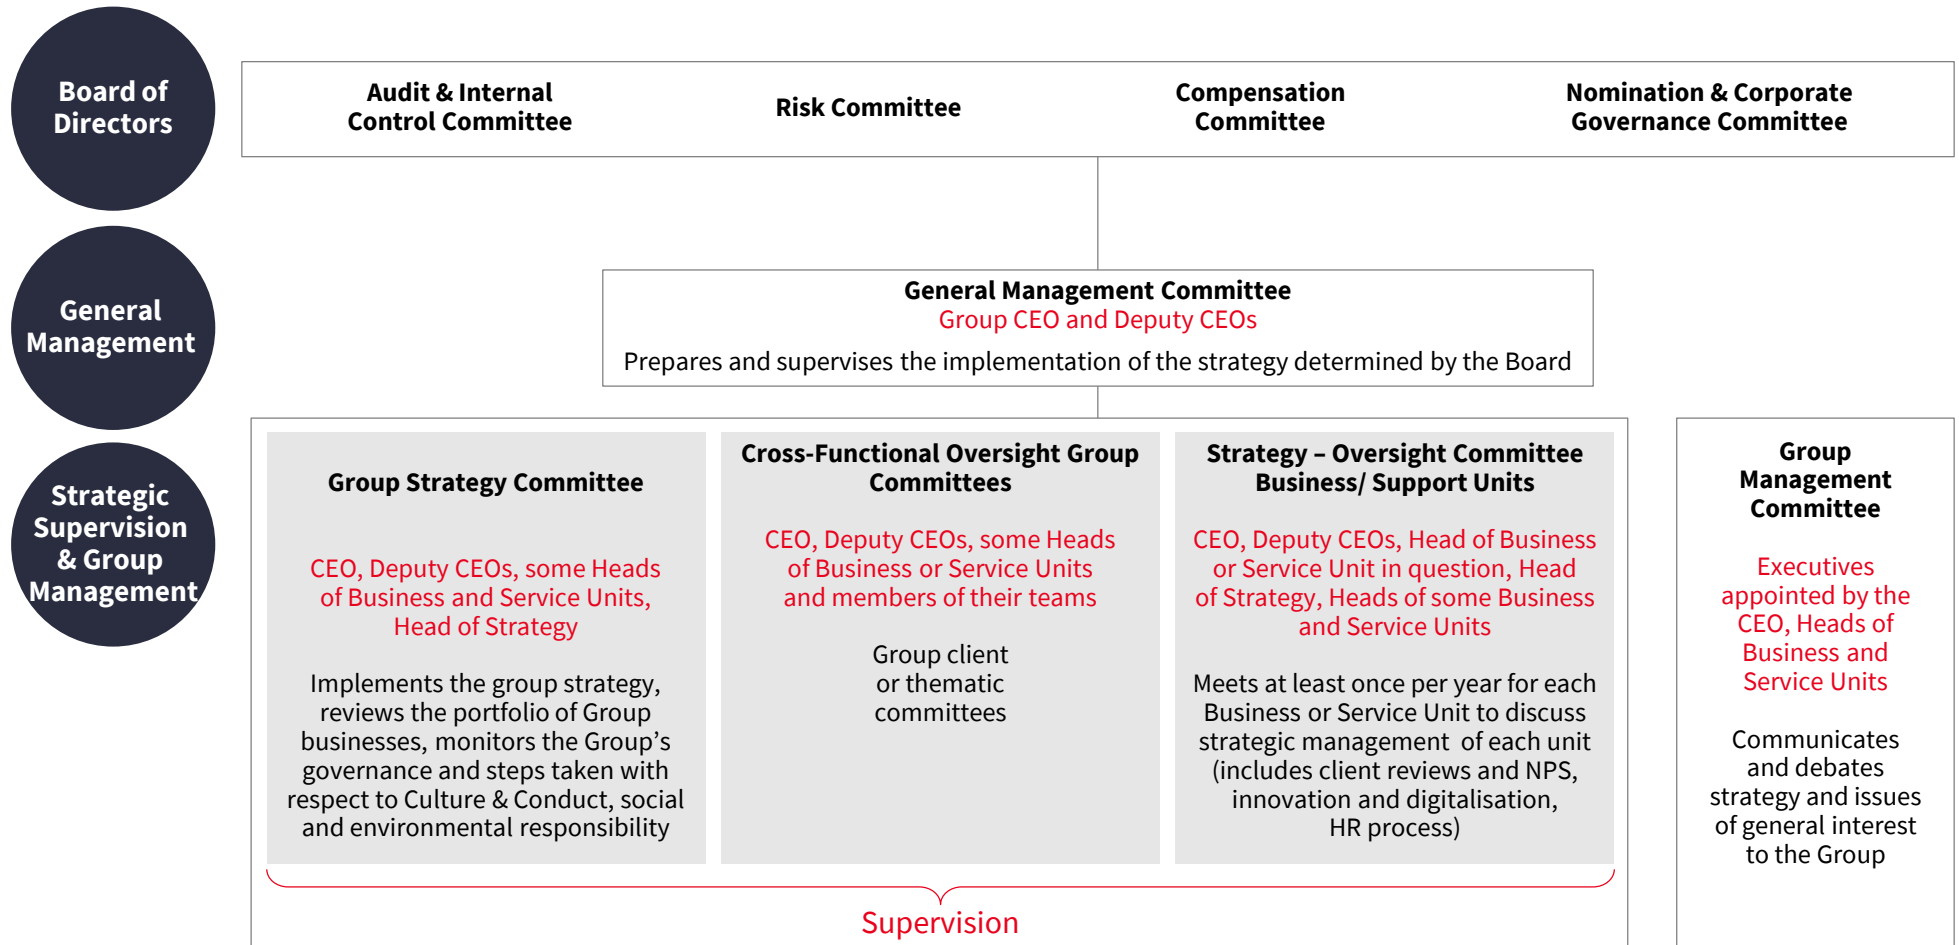 Board of
Directors
Audit & Internal
Control Committee
Risk Committee
Compensation
Committee
Nomination & Corporate
Governance Committee
General
Management
General Management Committee
Group CEO and Deputy CEOs
Prepares and supervises the implementation of the strategy determined by the Board
Strategic
Supervision
& Group
Management
Group Strategy Committee
CEO, Deputy CEOs, some Heads
of Business and Service Units,
Head of Strategy
Implements the group strategy,
reviews the portfolio of Group
businesses, monitors the Group’s
governance and steps taken with
respect to Culture & Conduct, social
and environmental responsibility
Cross-Functional Oversight Group
Committees
CEO, Deputy CEOs, some Heads
of Business or Service Units
and members of their teams
Group client
or thematic
committees
Strategy – Oversight Committee
Business/ Support Units
CEO, Deputy CEOs, Head of Business
or Service Unit in question, Head
of Strategy, Heads of some Business
and Service Units
Meets at least once per year for each
Business or Service Unit to discuss
strategic management of each unit
(includes client reviews and NPS,
innovation and digitalisation,
HR process)
Supervision
Group
Management
Committee
Executives
appointed by the
CEO, Heads of
Business and
Service Units
Communicates
and debates
strategy and issues
of general interest
to the Group